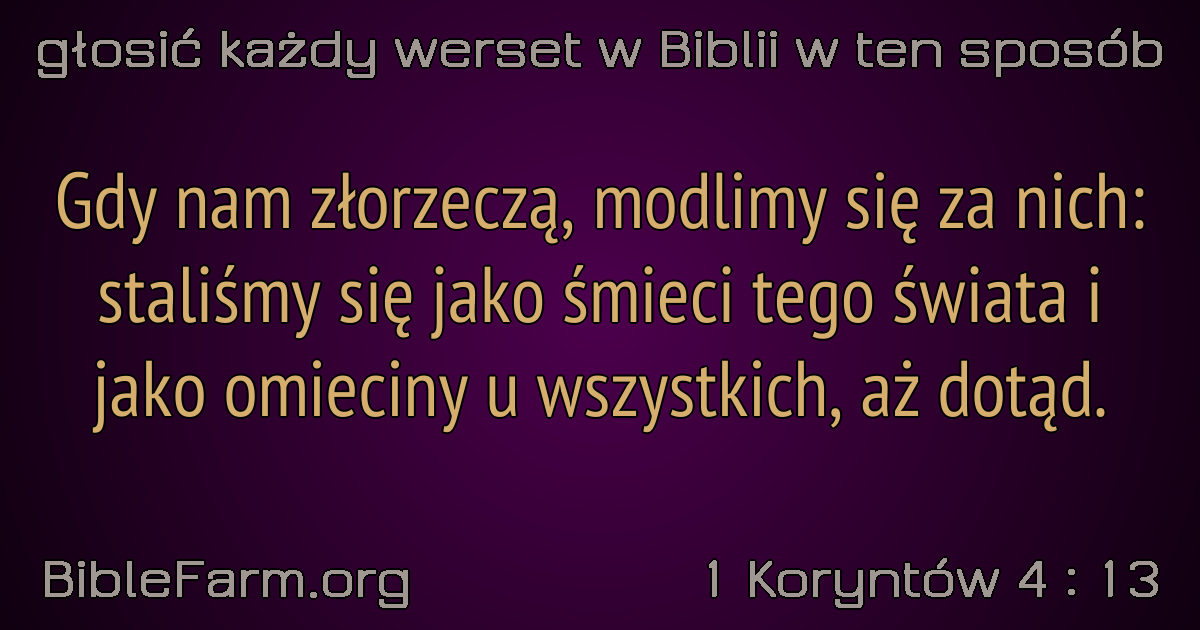 głosić każdy werset w Biblii w ten sposób
Gdy nam złorzeczą, modlimy się za nich:
staliśmy się jako śmieci tego świata i
jako omieciny u wszystkich, aż dotąd.
BibleFarm.org
1 Koryntów 4 : 13